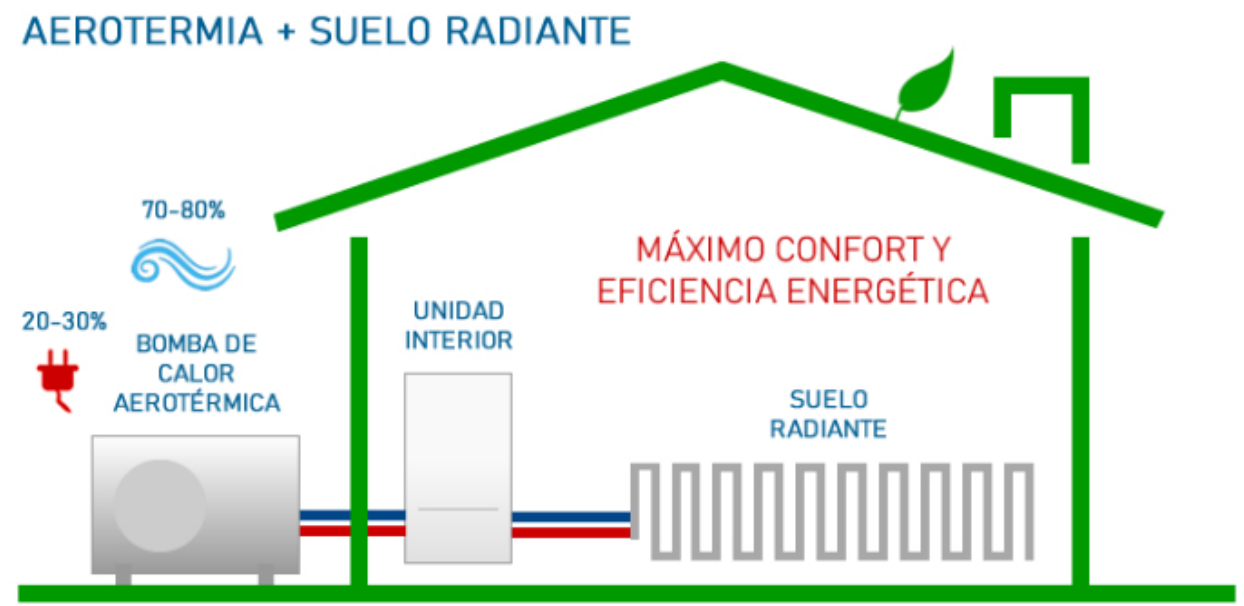 AEROTERMIA + SUELO RADIANTE
70-80%
MÁXIMO CONFORT Y
EFICIENCIA ENERGÉTICA
20-30%
BOMBA DE
CALOR
AEROTÉRMICA
UNIDAD
INTERIOR
SUELO
RADIANTE